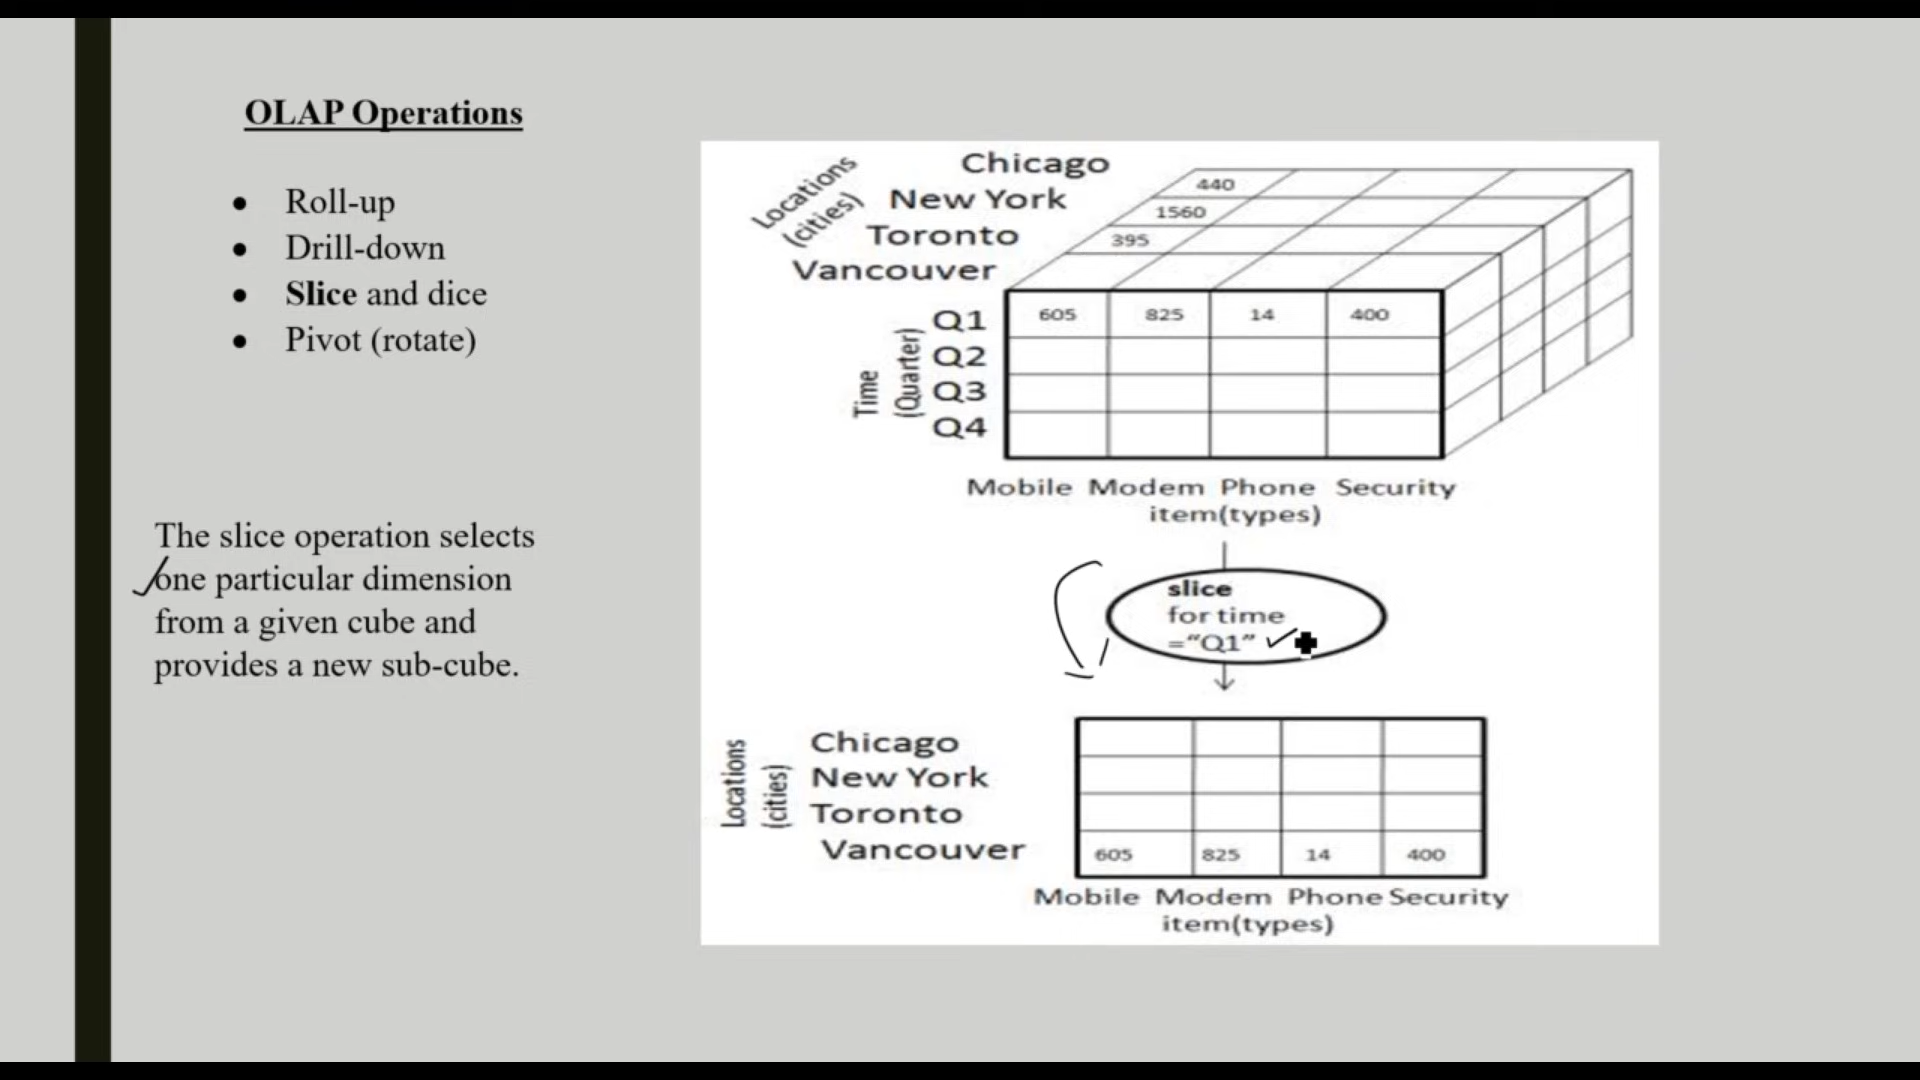 OLAP Operations
• Roll-up
• Drill-down
• Slice and dice
• Pivot (rotate)
The slice operation selects
one particular dimension
from a given cube and
provides a new sub-cube.
Locations
(cities)
Chicago
New York
Toronto
Vancouver
440
1560
395
Time
(Quarter)
Q1 605 825 14 400
Q2
Q3
Q4
Mobile Modem Phone Security
item(types)
slice
for time
="Q1"
Locations
(cities)
Chicago
New York
Toronto
Vancouver 605 825 14 400
Mobile Modem Phone Security
item(types)